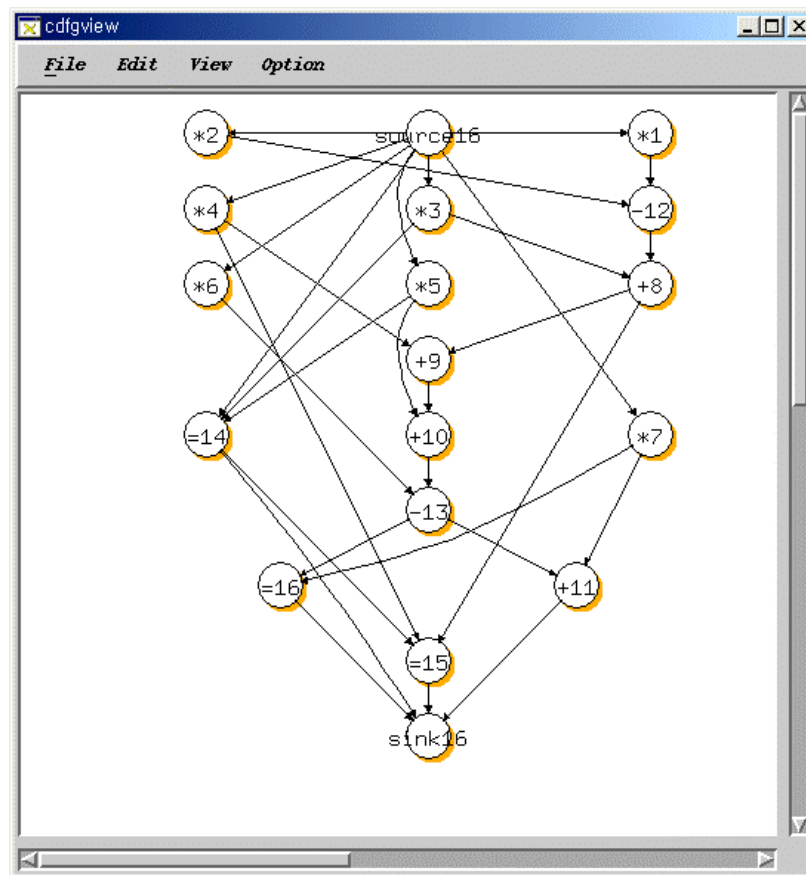 cdfgview
File Edit View Option
*2 source16 *1
*4 *3 -12
*6 *5 +8
+9
=14 +10 *7
-13
=16 +11
=15
sink16